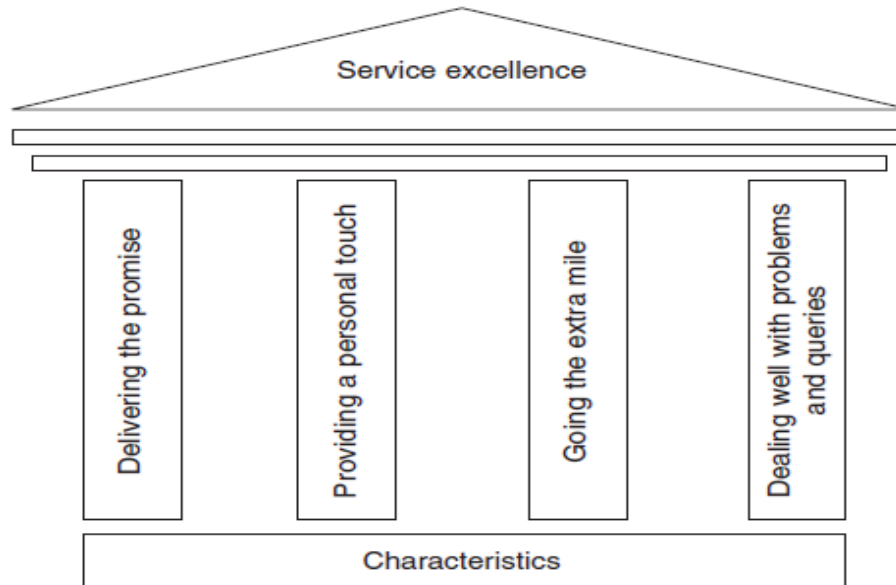 Service excellence
Delivering the promise
Providing a personal touch
Going the extra mile
Dealing well with problems
and queries
Characteristics